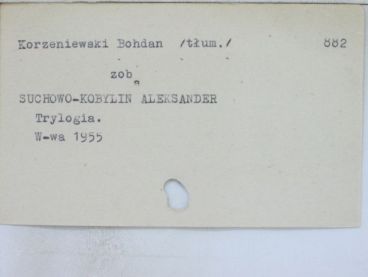 Korzeniewski Bohdan /tłum./ 882
zob.
SUCHOWO-KOBYLIN ALEKSANDER
Trylogia.
W-wa 1955